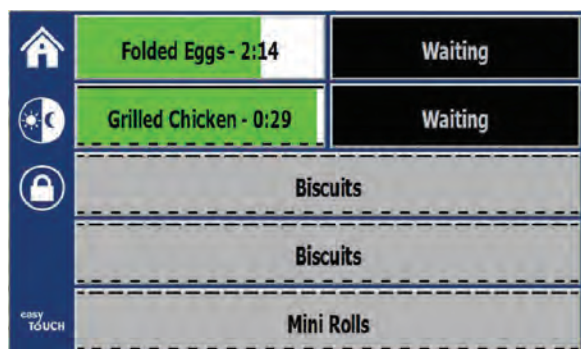 Folded Eggs - 2:14
Waiting
Grilled Chicken - 0:29
Waiting
Biscuits
Biscuits
Mini Rolls
easy
TOUCH